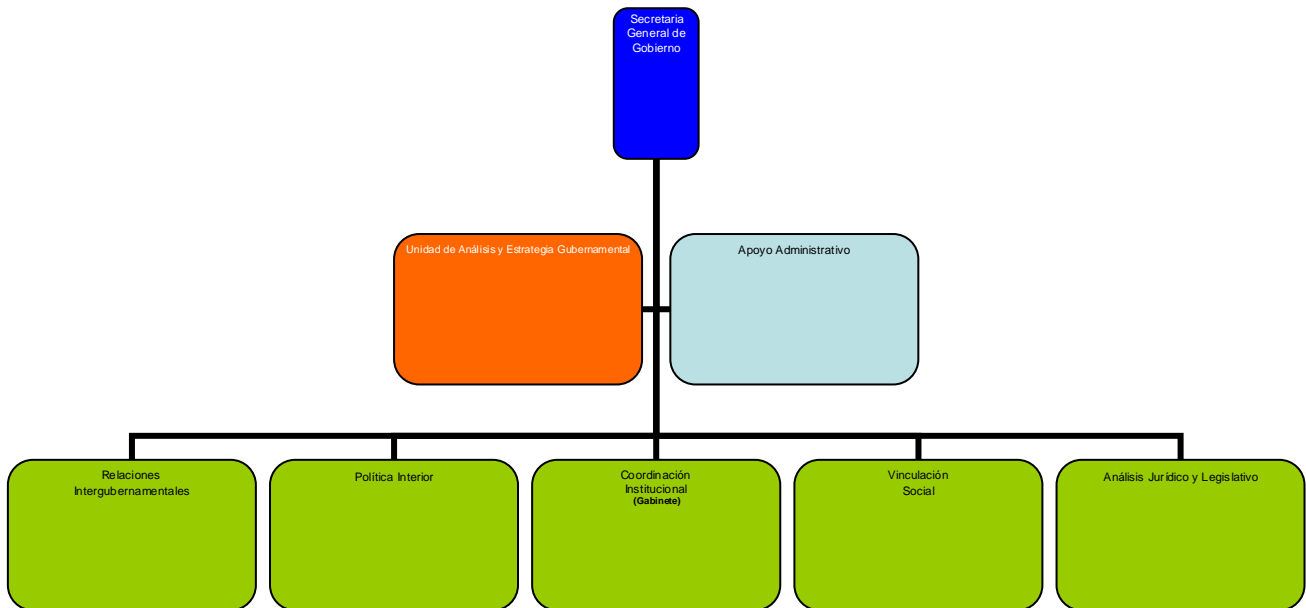 Secretaria
General de
Gobierno
Unidad de Análisis y Estrategia Gubernamental
Apoyo Administrativo
Relaciones
Intergubernamentales
Política Interior
Coordinación
Institucional
(Gabinete)
Vinculación
Social
Análisis Jurídico y Legislativo